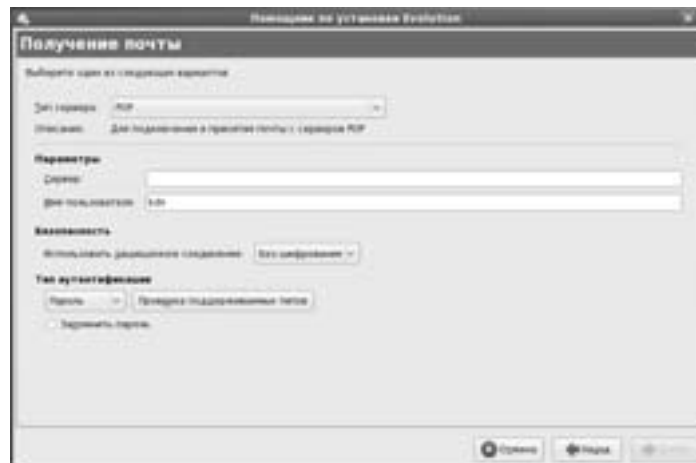 Помощник по установке Evolution
Получение почты
Выберите один из следующих вариантов
Тип сервера: POP
Описание: Для подключения и принятия почты с серверов POP
Параметры
Сервер:
Имя пользователя:
Безопасность
Использовать защищенное соединение: Без шифрования
Тип аутентификации
Пароль Проверка поддерживаемых типов
Запомнить пароль
Отмена Назад